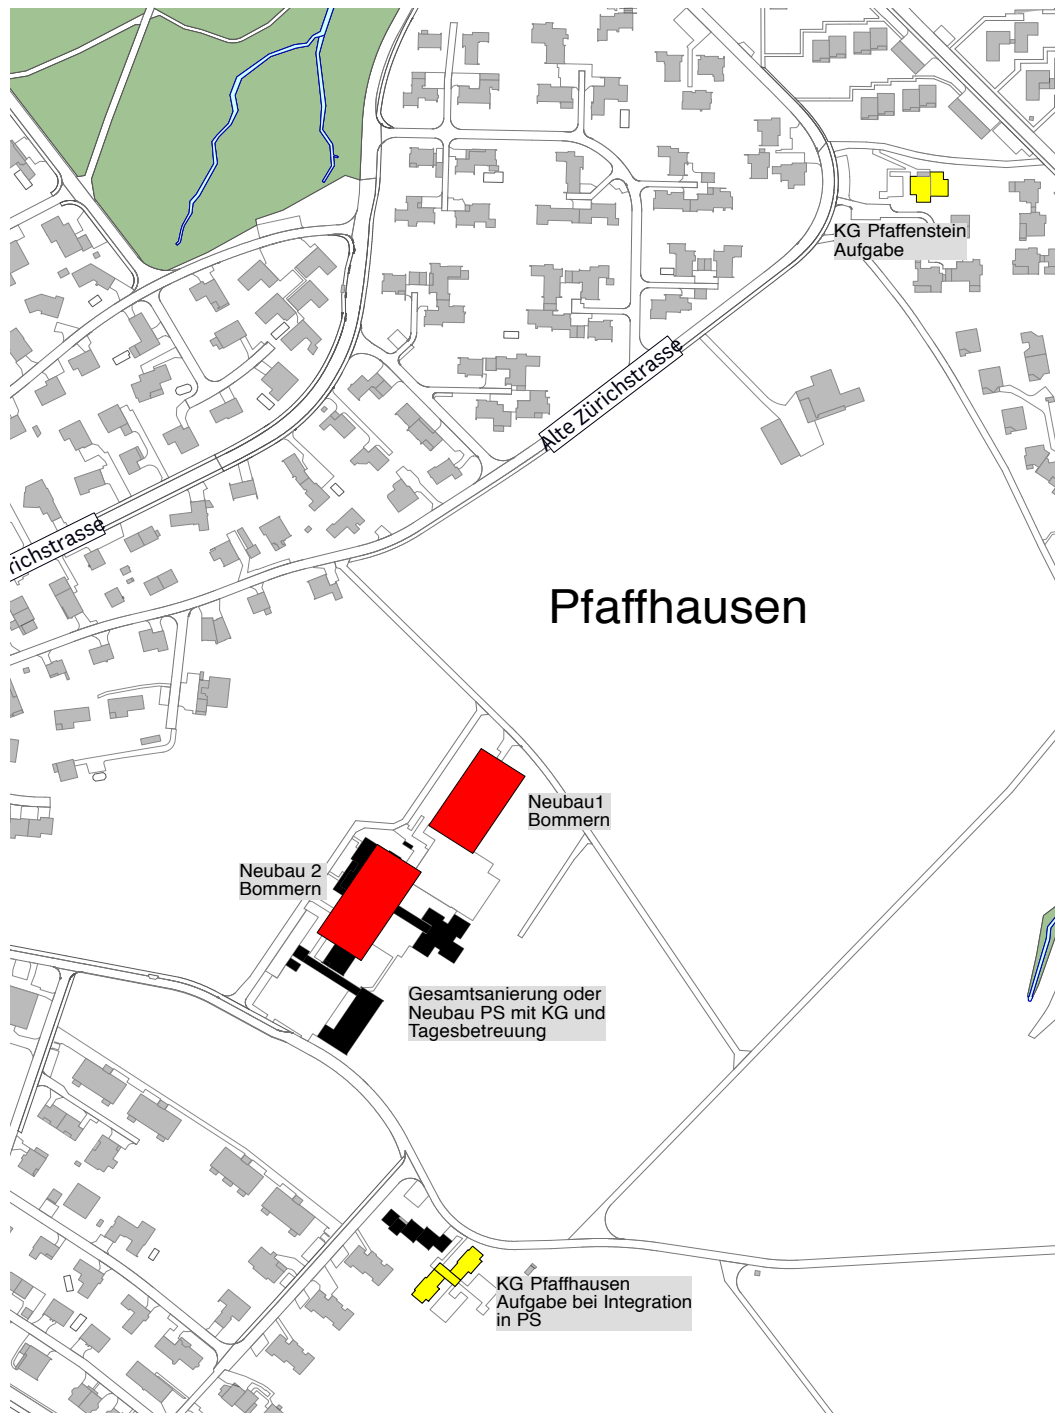 KG Pfaffenstein
Aufgabe
Alte Zürichstrasse
richstrasse
Pfaffhausen
Neubau1
Bommern
Neubau 2
Bommern
Gesamtsanierung oder
Neubau PS mit KG und
Tagesbetreuung
KG Pfaffhausen
Aufgabe bei Integration
in PS